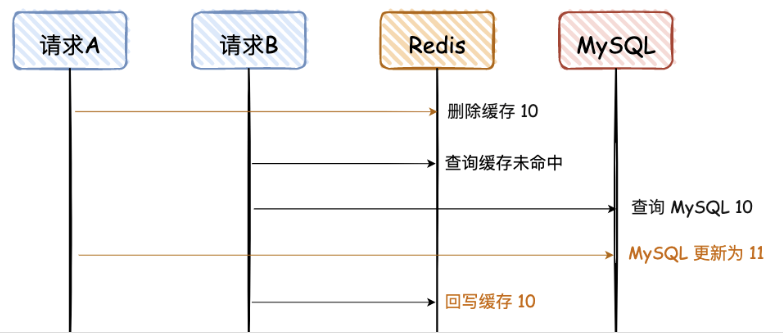 请求A
请求B
Redis
MySQL
删除缓存 10
查询缓存未命中
查询 MySQL 10
MySQL 更新为 11
回写缓存 10